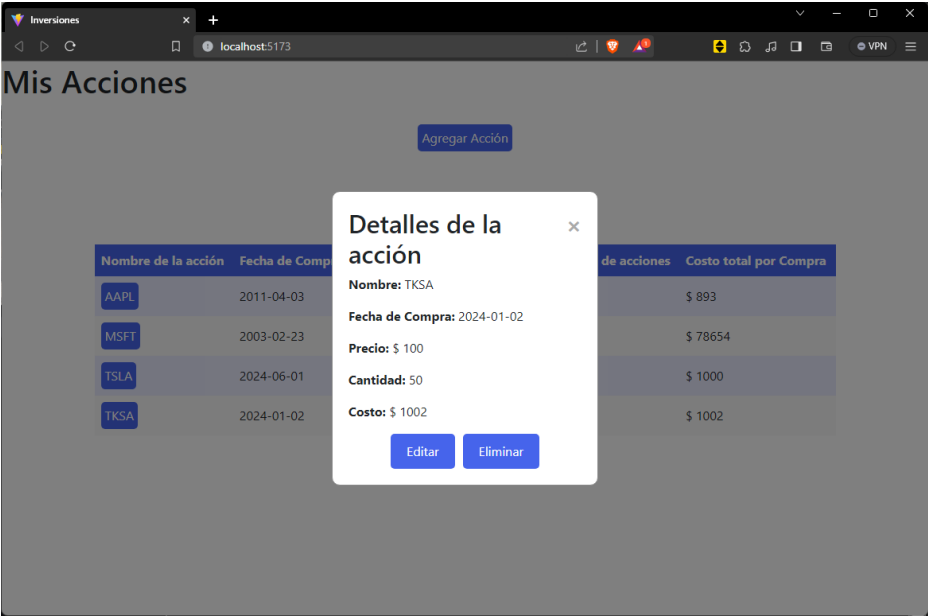 Inversiones
localhost:5173
1
VPN
Mis Acciones
Agregar Acción
Detalles de la
acción
Nombre: TKSA
Fecha de Compra: 2024-01-02
Precio: $ 100
Cantidad: 50
Costo: $ 1002
Editar Eliminar
Nombre de la acción Fecha de Comp de acciones Costo total por Compra
AAPL 2011-04-03 $ 893
MSFT 2003-02-23 $ 78654
TSLA 2024-06-01 $ 1000
TKSA 2024-01-02 $ 1002